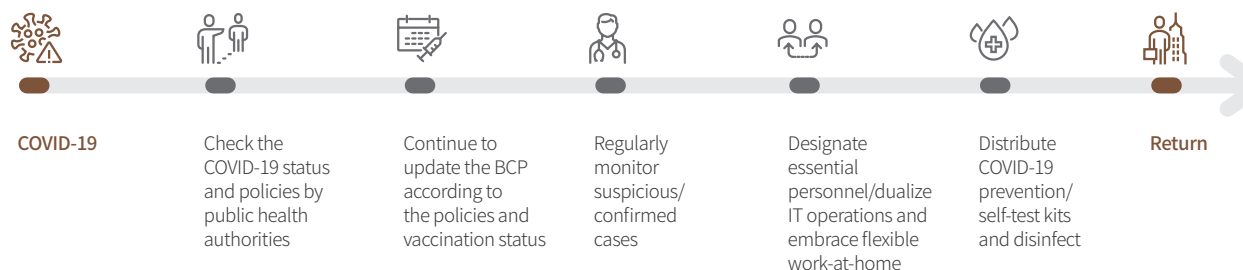 COVID-19
Check the
COVID-19 status
and policies by
public health
authorities
Continue to
update the BCP
according to
the policies and
vaccination status
Regularly
monitor
suspicious/
confirmed
cases
Designate
essential
personnel/dualize
IT operations and
embrace flexible
work-at-home
Distribute
COVID-19
prevention/
self-test kits
and disinfect
Return